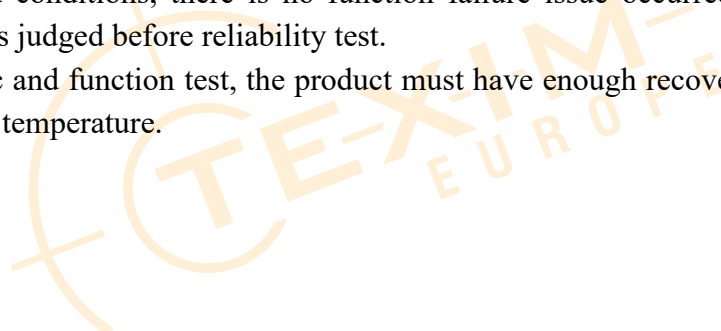 conditions, there is no function failure issue occurre
s judged before reliability test.
c and function test, the product must have enough recove
temperature.
TEXIM
EUROPE